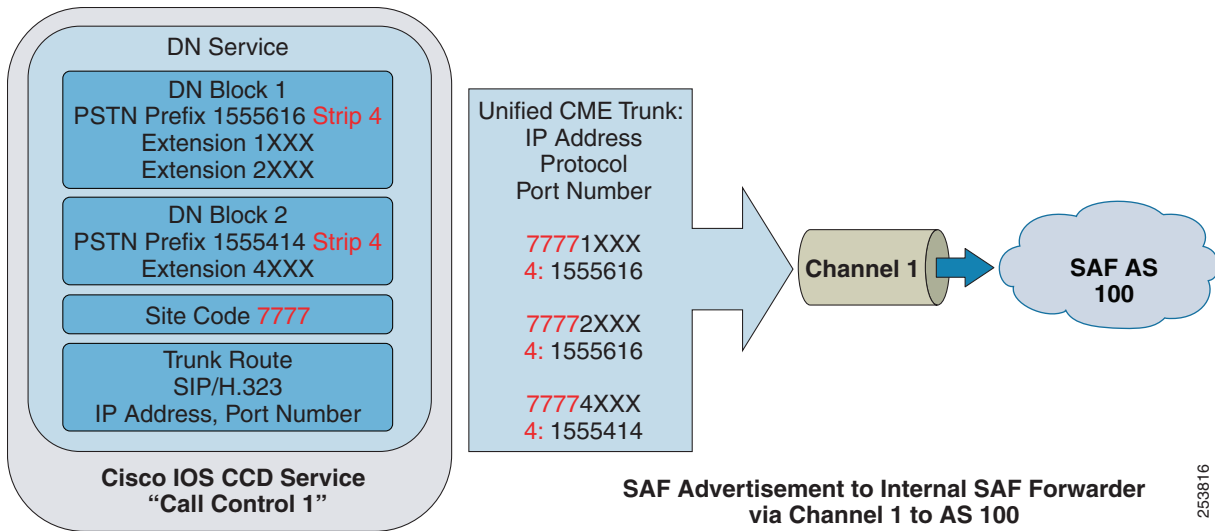 DN Service
DN Block 1
PSTN Prefix 1555616 Strip 4
Extension 1XXX
Extension 2XXX
DN Block 2
PSTN Prefix 1555414 Strip 4
Extension 4XXX
Site Code 7777
Trunk Route
SIP/H.323
IP Address, Port Number
Cisco IOS CCD Service
“Call Control 1”
Unified CME Trunk:
IP Address
Protocol
Port Number
77771XXX
4: 1555616
77772XXX
4: 1555616
77774XXX
4: 1555414
Channel 1
SAF AS
100
SAF Advertisement to Internal SAF Forwarder
via Channel 1 to AS 100
253816